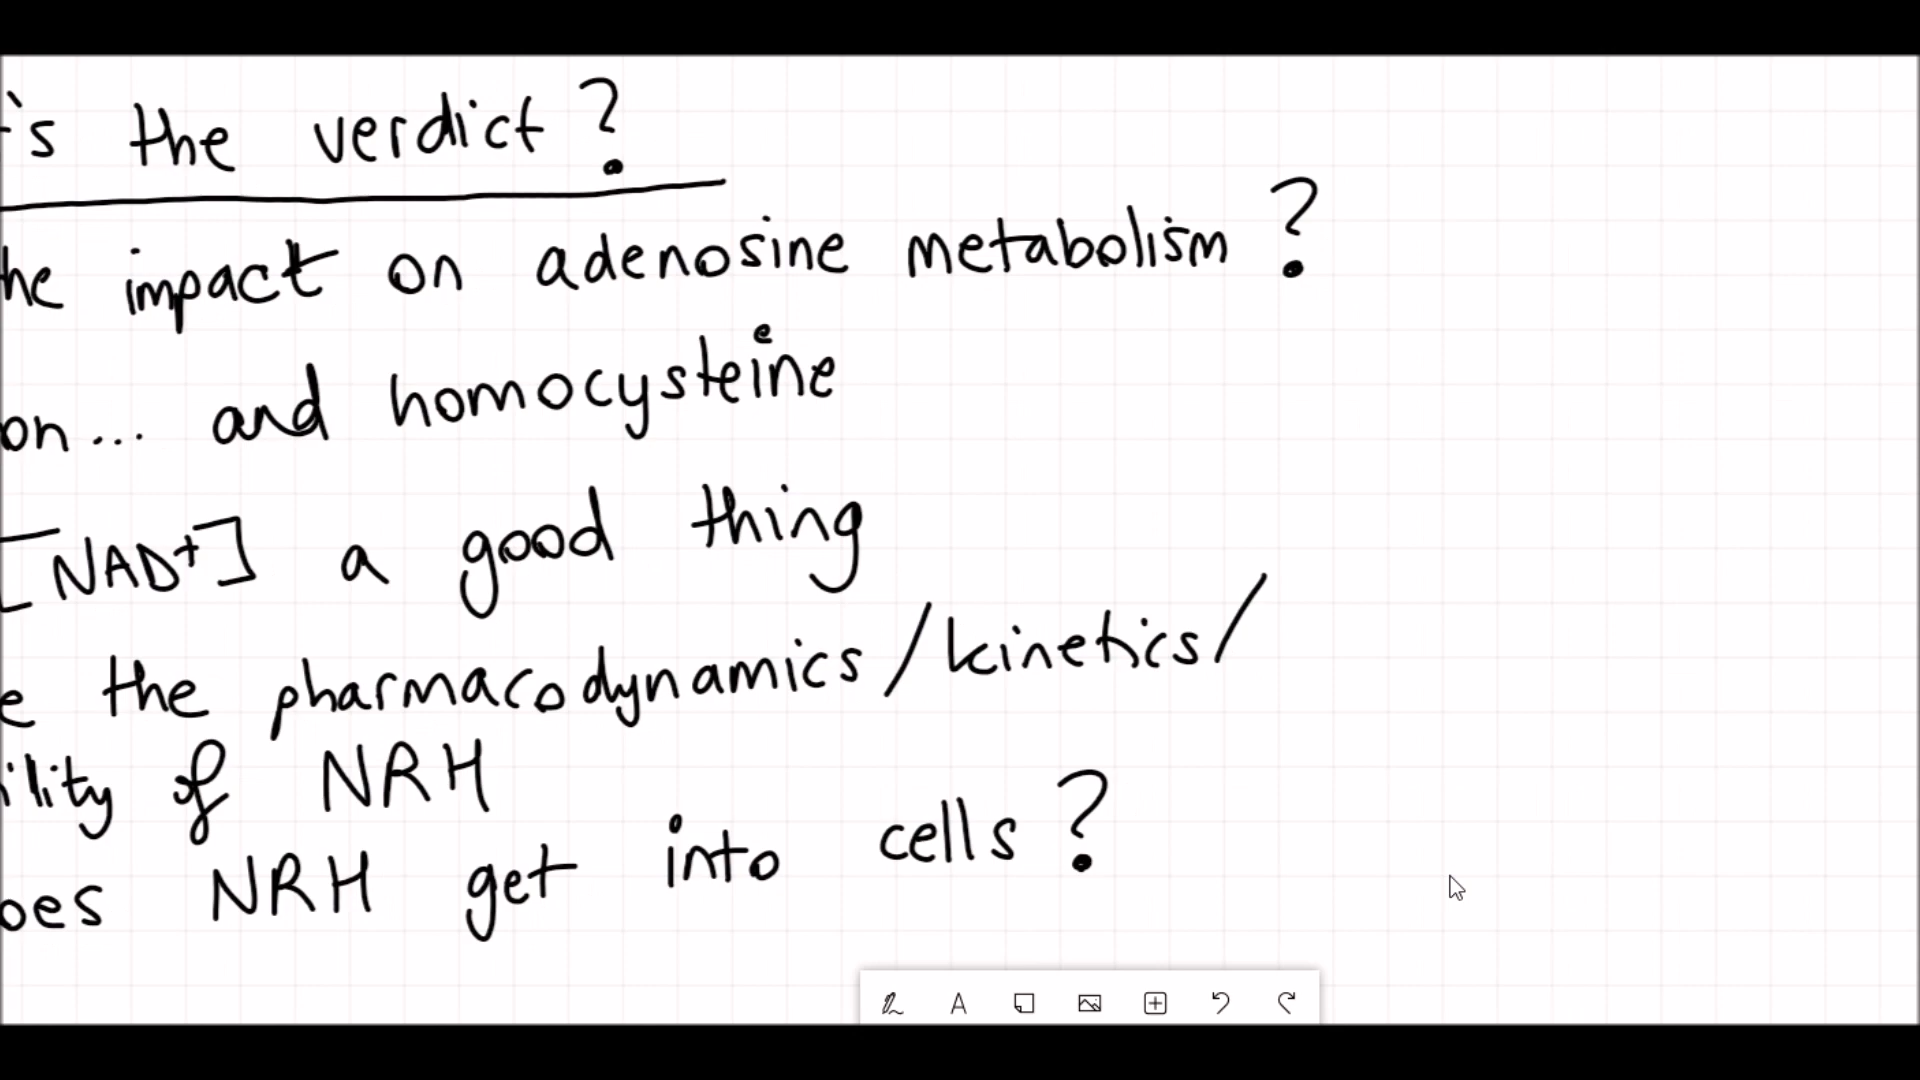 's the verdict?
he impact on adenosine metabolism?
on... and homocysteine
[NAD+] a good thing
e the pharmacodynamics/kinetics/
ility of NRH
oes NRH get into cells?
A